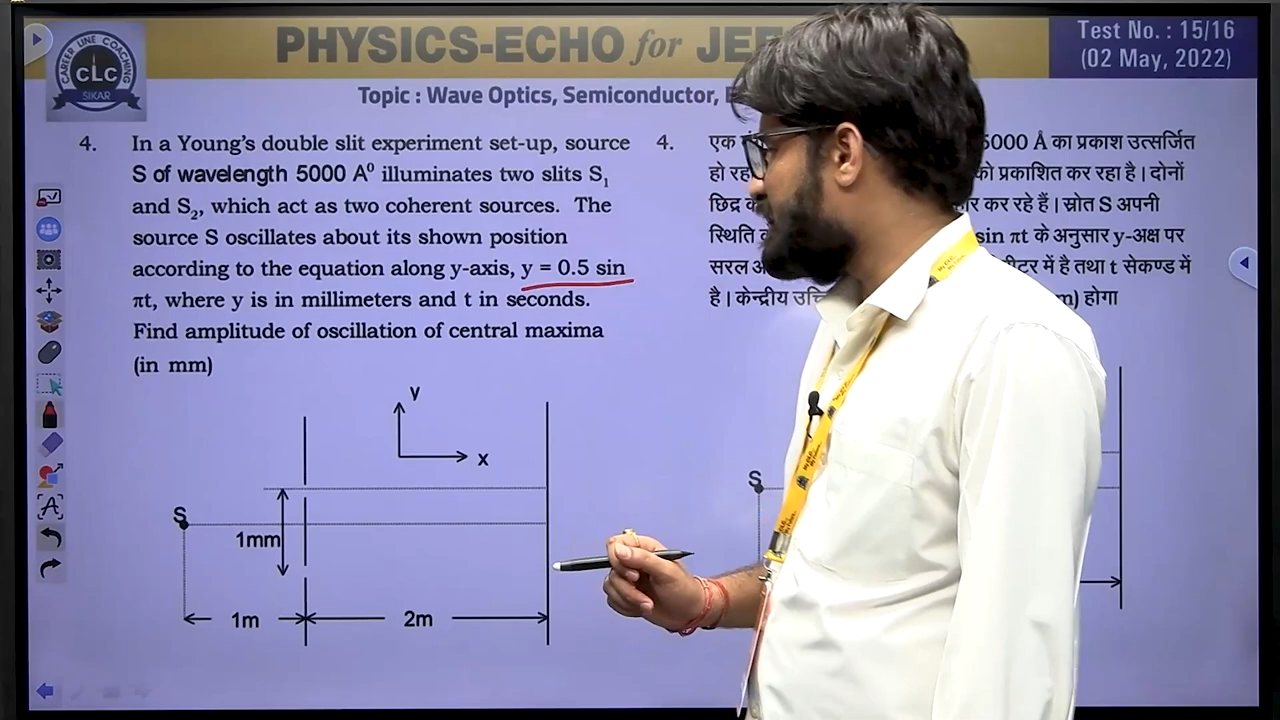 PHYSICS-ECHO for JEE
Test No. : 15/16
(02 May, 2022)
CAREER LINE COACHING
CLC
SIKAR
Topic : Wave Optics, Semiconductor,
4. In a Young's double slit experiment set-up, source
S of wavelength 5000 A⁰ illuminates two slits S₁
and S₂, which act as two coherent sources. The
source S oscillates about its shown position
according to the equation along y-axis, y = 0.5 sin
πt, where y is in millimeters and t in seconds.
Find amplitude of oscillation of central maxima
(in mm)
y
x
S
1mm
1m
2m
4. एक 5000 Å का प्रकाश उत्सर्जित
हो को प्रकाशित कर रहा है। दोनों
छिद्र कर रहे हैं। स्रोत S अपनी
स्थिति sin πt के अनुसार y-अक्ष पर
सरल में है तथा t सेकण्ड में
है। केन्द्रीय होगा
S